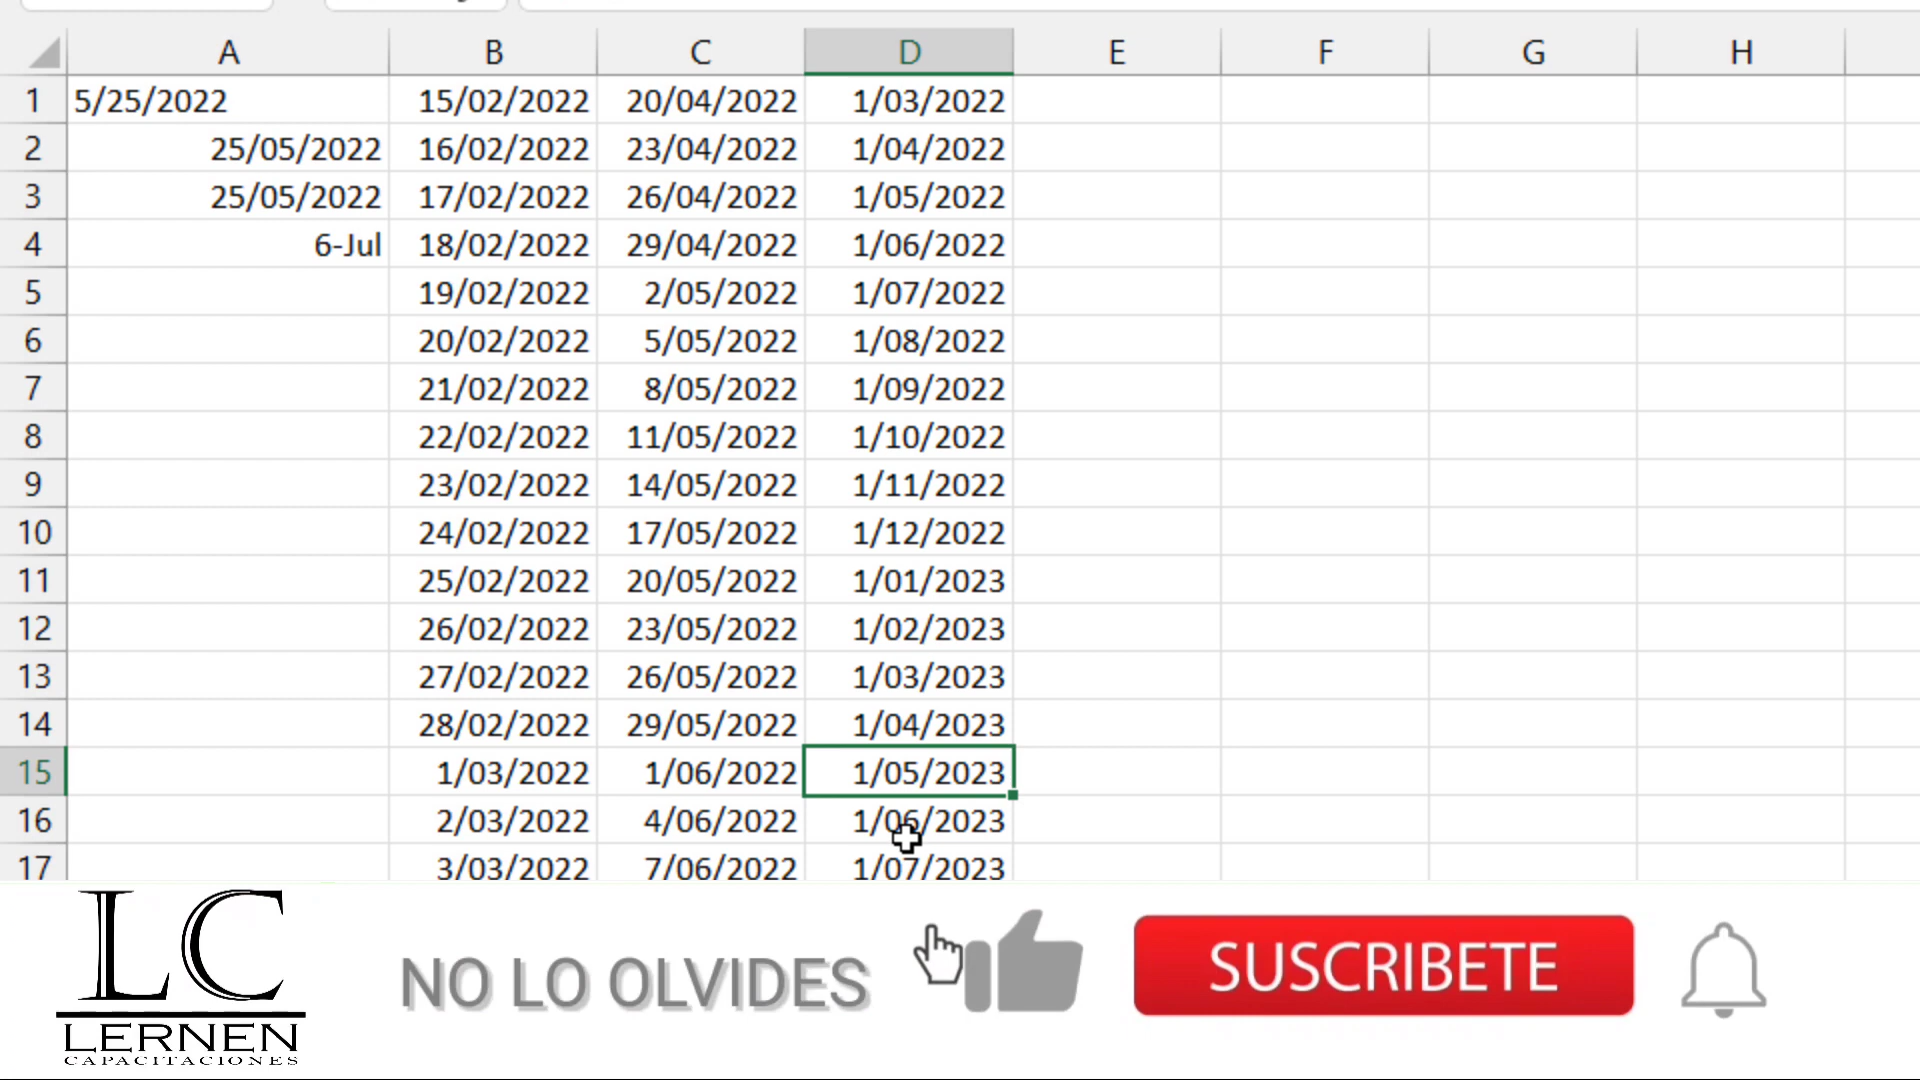 A B C D E F G H
1 5/25/2022 15/02/2022 20/04/2022 1/03/2022
2 25/05/2022 16/02/2022 23/04/2022 1/04/2022
3 25/05/2022 17/02/2022 26/04/2022 1/05/2022
4 6-Jul 18/02/2022 29/04/2022 1/06/2022
5 19/02/2022 2/05/2022 1/07/2022
6 20/02/2022 5/05/2022 1/08/2022
7 21/02/2022 8/05/2022 1/09/2022
8 22/02/2022 11/05/2022 1/10/2022
9 23/02/2022 14/05/2022 1/11/2022
10 24/02/2022 17/05/2022 1/12/2022
11 25/02/2022 20/05/2022 1/01/2023
12 26/02/2022 23/05/2022 1/02/2023
13 27/02/2022 26/05/2022 1/03/2023
14 28/02/2022 29/05/2022 1/04/2023
15 1/03/2022 1/06/2022 1/05/2023
16 2/03/2022 4/06/2022 1/06/2023
17 3/03/2022 7/06/2022 1/07/2023
LC
LERNEN
CAPACITACIONES
NO LO OLVIDES
SUSCRIBETE